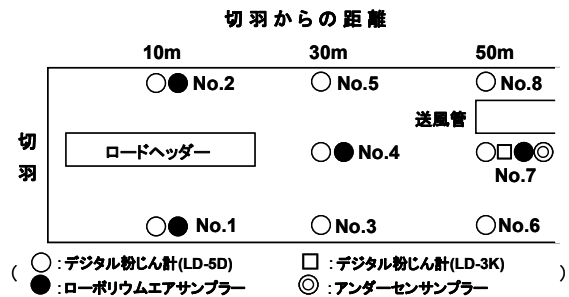 切羽からの距離
10m 30m 50m
○● No.2 ○ No.5 ○ No.8
送風管
切羽
ロードヘッダー
○● No.4 ○□●◎
No.7
○● No.1 ○ No.3 ○No.6
( ○ : デジタル粉じん計(LD-5D) □ : デジタル粉じん計(LD-3K) )
● : ローポリウムエアサンプラー ◎ : アンダーセンサンプラー